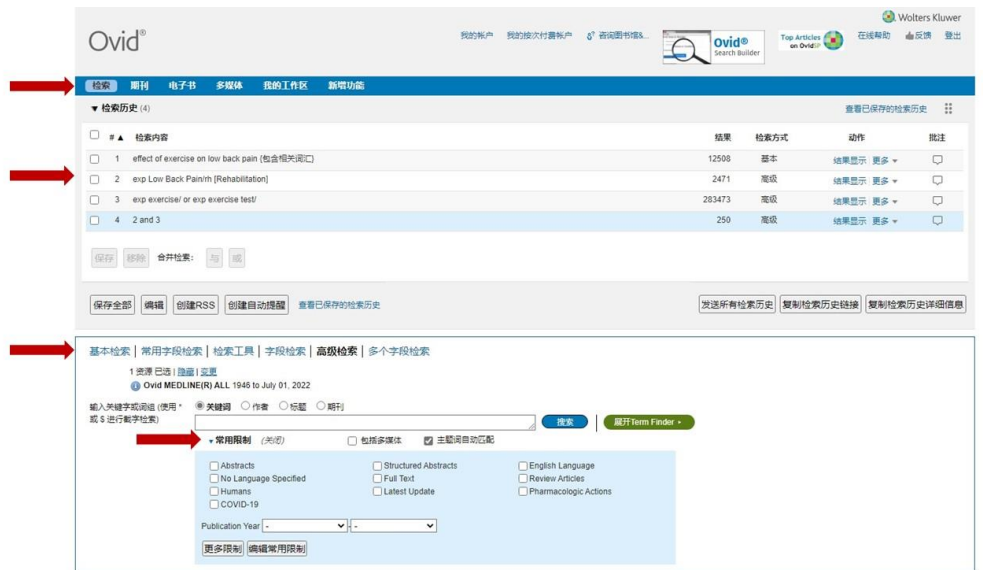 Wolters Kluwer
Ovid®
我的帐户 我的按次付费帐户 咨询图书馆& Ovid® Search Builder Top Articles on Ovid 在线帮助 反馈 登出
检索 期刊 电子书 多媒体 我的工作区 新增功能
▼ 检索历史 (4) 查看已保存的检索历史
# ▲ 检索内容 结果 检索方式 动作 批注
1 effect of exercise on low back pain (包含相关词汇) 12508 基本 结果显示 更多
2 exp Low Back Pain/rh [Rehabilitation] 2471 高级 结果显示 更多
3 exp exercise/ or exp exercise test/ 283473 高级 结果显示 更多
4 2 and 3 250 高级 结果显示 更多
保存 移除 合并检索: 与 或
保存全部 编辑 创建RSS 创建自动提醒 查看已保存的检索历史 发送所有检索历史 复制检索历史链接 复制检索历史详细信息
基本检索 | 常用字段检索 | 检索工具 | 字段检索 | 高级检索 | 多个字段检索
1 资源 已选 | 隐藏 | 变更
Ovid MEDLINE(R) ALL 1946 to July 01, 2022
输入关键字或词组 (使用 * 或 $ 进行截字检索) 关键词 作者 标题 期刊
搜索 展开Term Finder
▼常用限制 (关闭) 包括多媒体 主题词自动匹配
Abstracts Structured Abstracts English Language
No Language Specified Full Text Review Articles
Humans Latest Update Pharmacologic Actions
COVID-19
Publication Year - - -
更多限制 编辑常用限制